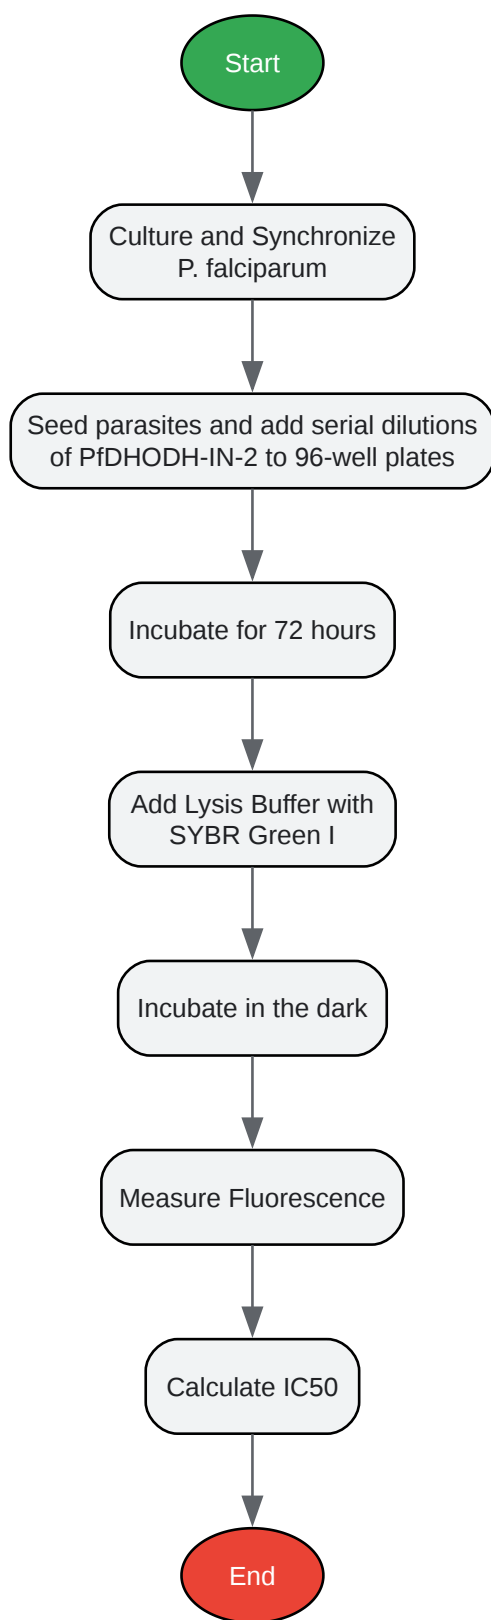 Start
Culture and Synchronize
P. falciparum
Seed parasites and add serial dilutions
of PfDHODH-IN-2 to 96-well plates
Incubate for 72 hours
Add Lysis Buffer with
SYBR Green I
Incubate in the dark
Measure Fluorescence
Calculate IC50
End